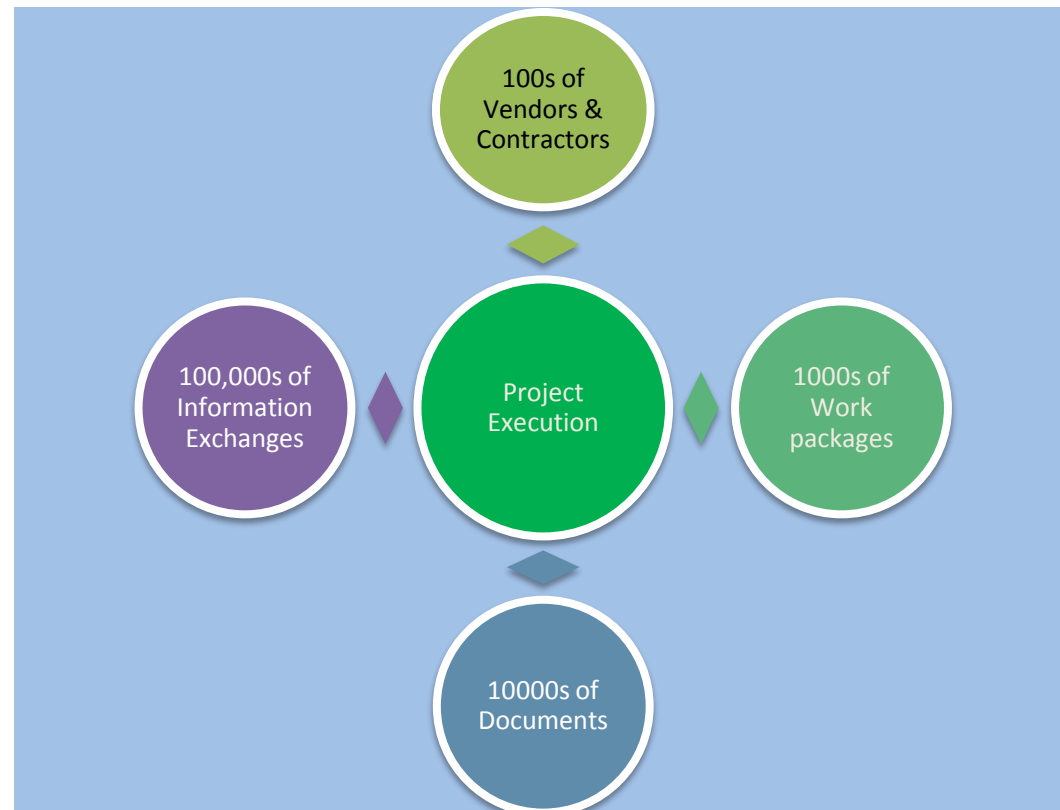 100s of
Vendors &
Contractors
100,000s of
Information
Exchanges
Project
Execution
1000s of
Work
packages
10000s of
Documents